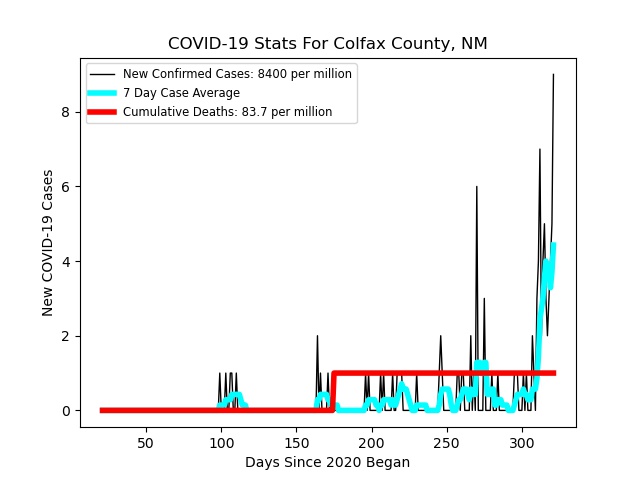 COVID-19 Stats For Colfax County, NM
New Confirmed Cases: 8400 per million
7 Day Case Average
Cumulative Deaths: 83.7 per million
New COVID-19 Cases
8
6
4
2
0
50 100 150 200 250 300
Days Since 2020 Began